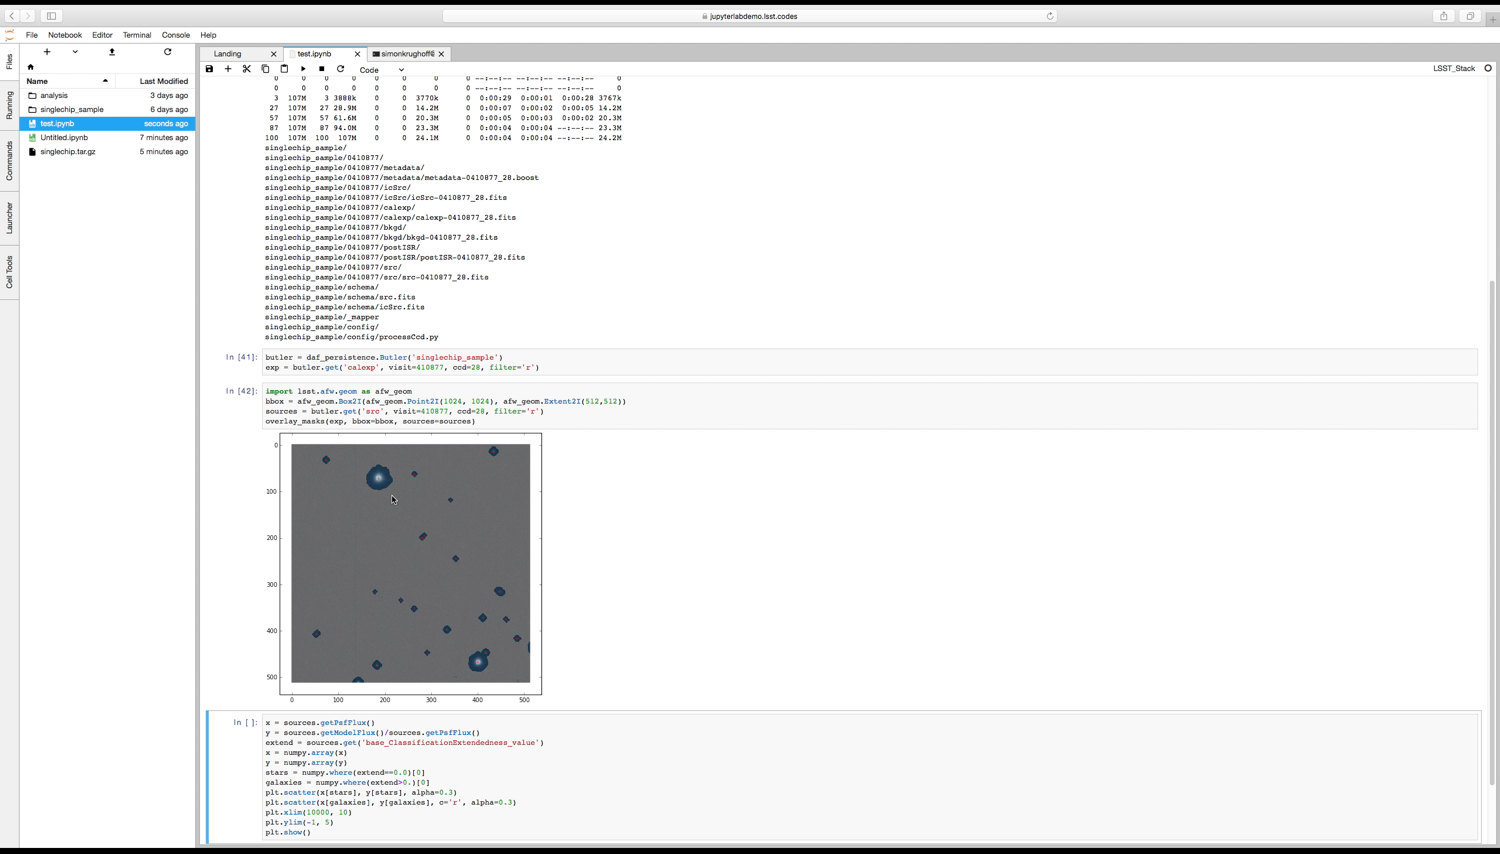 jupyterlabdemo.lsst.codes
File Notebook Editor Terminal Console Help
Files
Running
Commands
Launcher
Cell Tools
Name Last Modified
analysis 3 days ago
singlechip_sample 6 days ago
test.ipynb seconds ago
Untitled.ipynb 7 minutes ago
singlechip.tar.gz 5 minutes ago
Landing test.ipynb simonkrughoff@
Code LSST_Stack
0 0 0 0 0 0 0 --:--:-- --:--:-- --:--:-- 0
0 0 0 0 0 0 0 --:--:-- --:--:-- --:--:-- 0
3 107M 3 3888k 0 0 3770k 0 0:00:29 0:00:01 0:00:28 3767k
27 107M 27 28.9M 0 0 14.2M 0 0:00:07 0:00:02 0:00:05 14.2M
57 107M 57 61.6M 0 0 20.3M 0 0:00:05 0:00:03 0:00:02 20.3M
87 107M 87 94.0M 0 0 23.3M 0 0:00:04 0:00:04 --:--:-- 23.3M
100 107M 100 107M 0 0 24.1M 0 0:00:04 0:00:04 --:--:-- 24.2M
singlechip_sample/
singlechip_sample/0410877/
singlechip_sample/0410877/metadata/
singlechip_sample/0410877/metadata/metadata-0410877_28.boost
singlechip_sample/0410877/icSrc/
singlechip_sample/0410877/icSrc/icSrc-0410877_28.fits
singlechip_sample/0410877/calexp/
singlechip_sample/0410877/calexp/calexp-0410877_28.fits
singlechip_sample/0410877/bkgd/
singlechip_sample/0410877/bkgd/bkgd-0410877_28.fits
singlechip_sample/0410877/postISR/
singlechip_sample/0410877/postISR/postISR-0410877_28.fits
singlechip_sample/0410877/src/
singlechip_sample/0410877/src/src-0410877_28.fits
singlechip_sample/schema/
singlechip_sample/schema/src.fits
singlechip_sample/schema/icSrc.fits
singlechip_sample/_mapper
singlechip_sample/config/
singlechip_sample/config/processCcd.py
In [41]: butler = daf_persistence.Butler('singlechip_sample')
exp = butler.get('calexp', visit=410877, ccd=28, filter='r')
In [42]: import lsst.afw.geom as afw_geom
bbox = afw_geom.Box2I(afw_geom.Point2I(1024, 1024), afw_geom.Extent2I(512,512))
sources = butler.get('src', visit=410877, ccd=28, filter='r')
overlay_masks(exp, bbox=bbox, sources=sources)
0
100
200
300
400
500
0 100 200 300 400 500
In [ ]: x = sources.getPsfFlux()
y = sources.getModelFlux()/sources.getPsfFlux()
extend = sources.get('base_ClassificationExtendedness_value')
x = numpy.array(x)
y = numpy.array(y)
stars = numpy.where(extend==0.0)[0]
galaxies = numpy.where(extend>0.)[0]
plt.scatter(x[stars], y[stars], alpha=0.3)
plt.scatter(x[galaxies], y[galaxies], c='r', alpha=0.3)
plt.xlim(10000, 10)
plt.ylim(-1, 5)
plt.show()